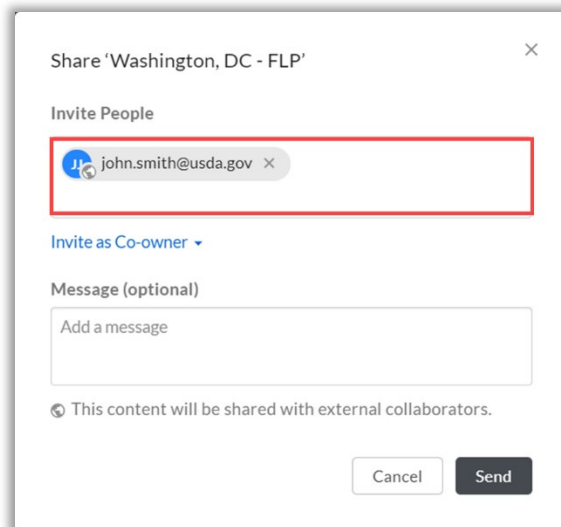 Share ‘Washington, DC - FLP’
Invite People
john.smith@usda.gov
Invite as Co-owner
Message (optional)
Add a message
This content will be shared with external collaborators.
Cancel
Send